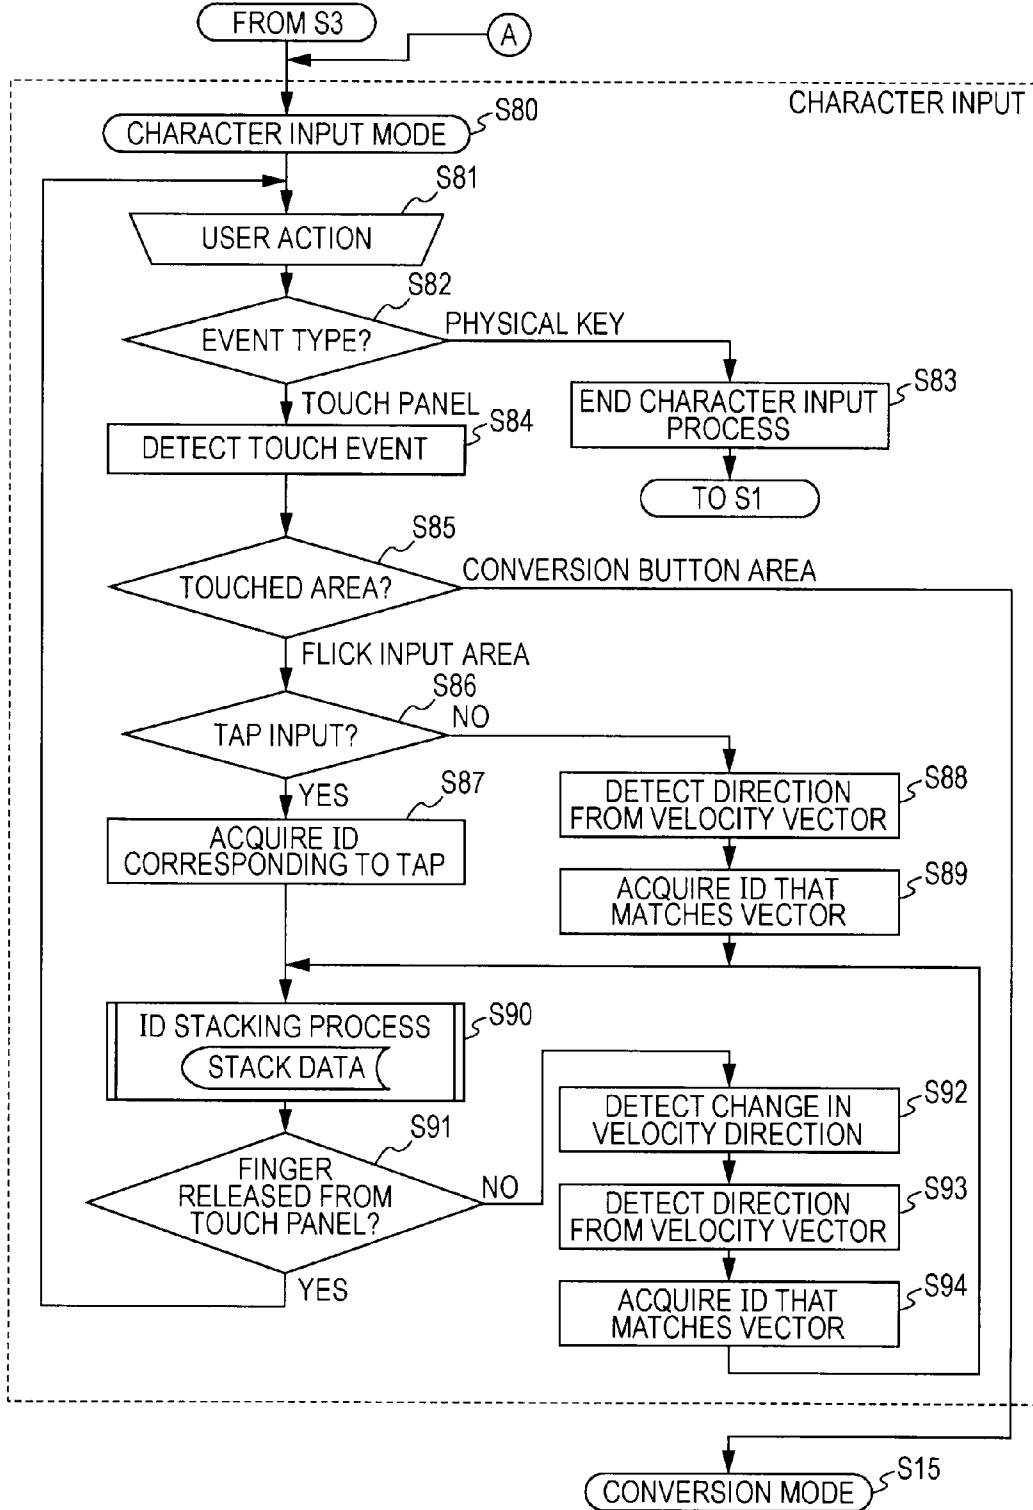 FROM S3
A
CHARACTER INPUT
S80
CHARACTER INPUT MODE
S81
USER ACTION
S82
EVENT TYPE?
PHYSICAL KEY
S83
END CHARACTER INPUT
PROCESS
TOUCH PANEL
S84
DETECT TOUCH EVENT
TO S1
S85
TOUCHED AREA?
CONVERSION BUTTON AREA
FLICK INPUT AREA
S86
TAP INPUT?
NO
YES
S87
ACQUIRE ID
CORRESPONDING TO TAP
S88
DETECT DIRECTION
FROM VELOCITY VECTOR
S89
ACQUIRE ID THAT
MATCHES VECTOR
S90
ID STACKING PROCESS
STACK DATA
S91
FINGER
RELEASED FROM
TOUCH PANEL?
NO
YES
S92
DETECT CHANGE IN
VELOCITY DIRECTION
S93
DETECT DIRECTION
FROM VELOCITY VECTOR
S94
ACQUIRE ID THAT
MATCHES VECTOR
S15
CONVERSION MODE